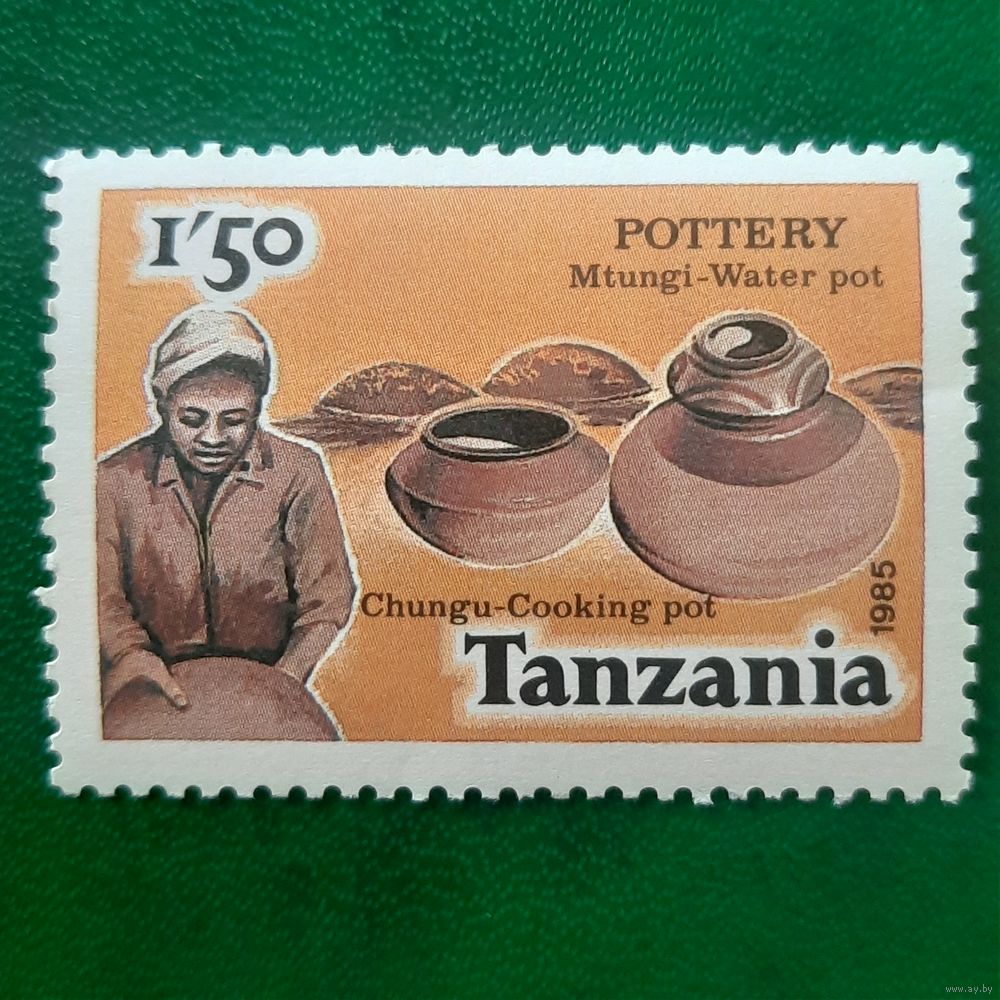 1'50
POTTERY
Mtungi-Water pot
Chungu-Cooking pot
1985
Tanzania
www.ay.by